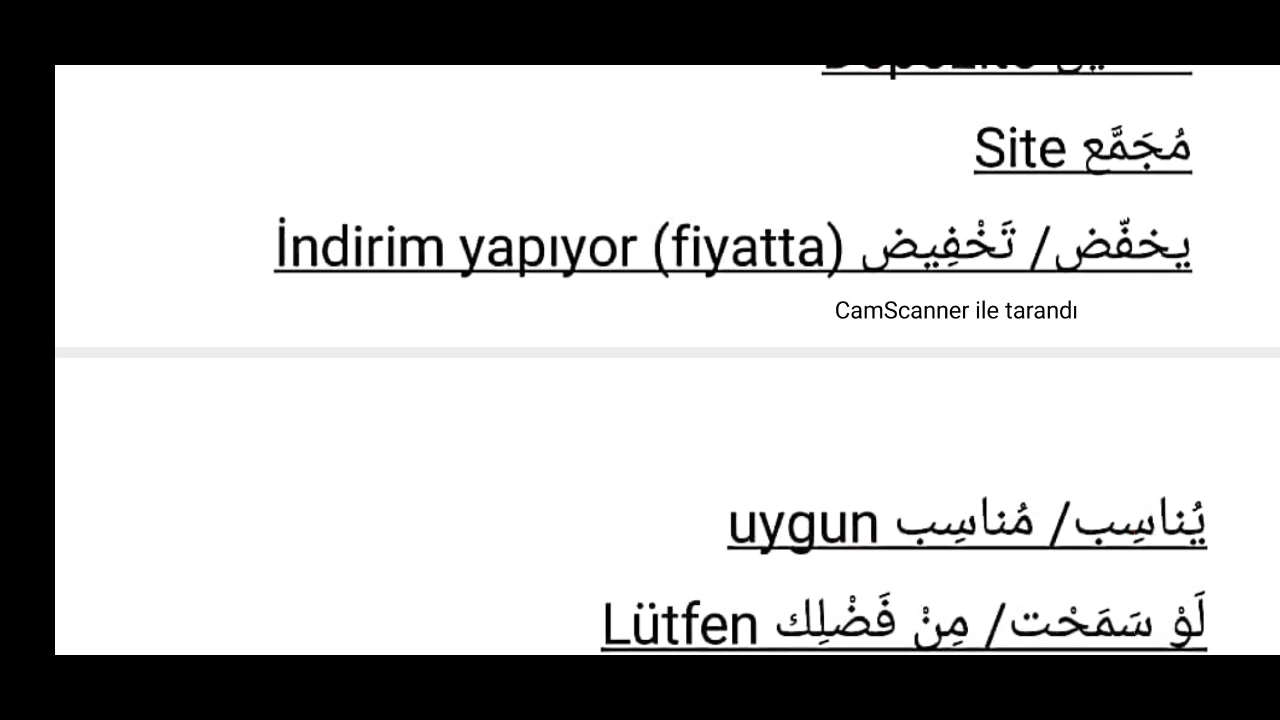 مُجَمَّع Site
يخفّض/ تَخْفِيض İndirim yapıyor (fiyatta)
CamScanner ile tarandı
يُناسِب/ مُناسِب uygun
لَوْ سَمَحْت/ مِنْ فَضْلِك Lütfen